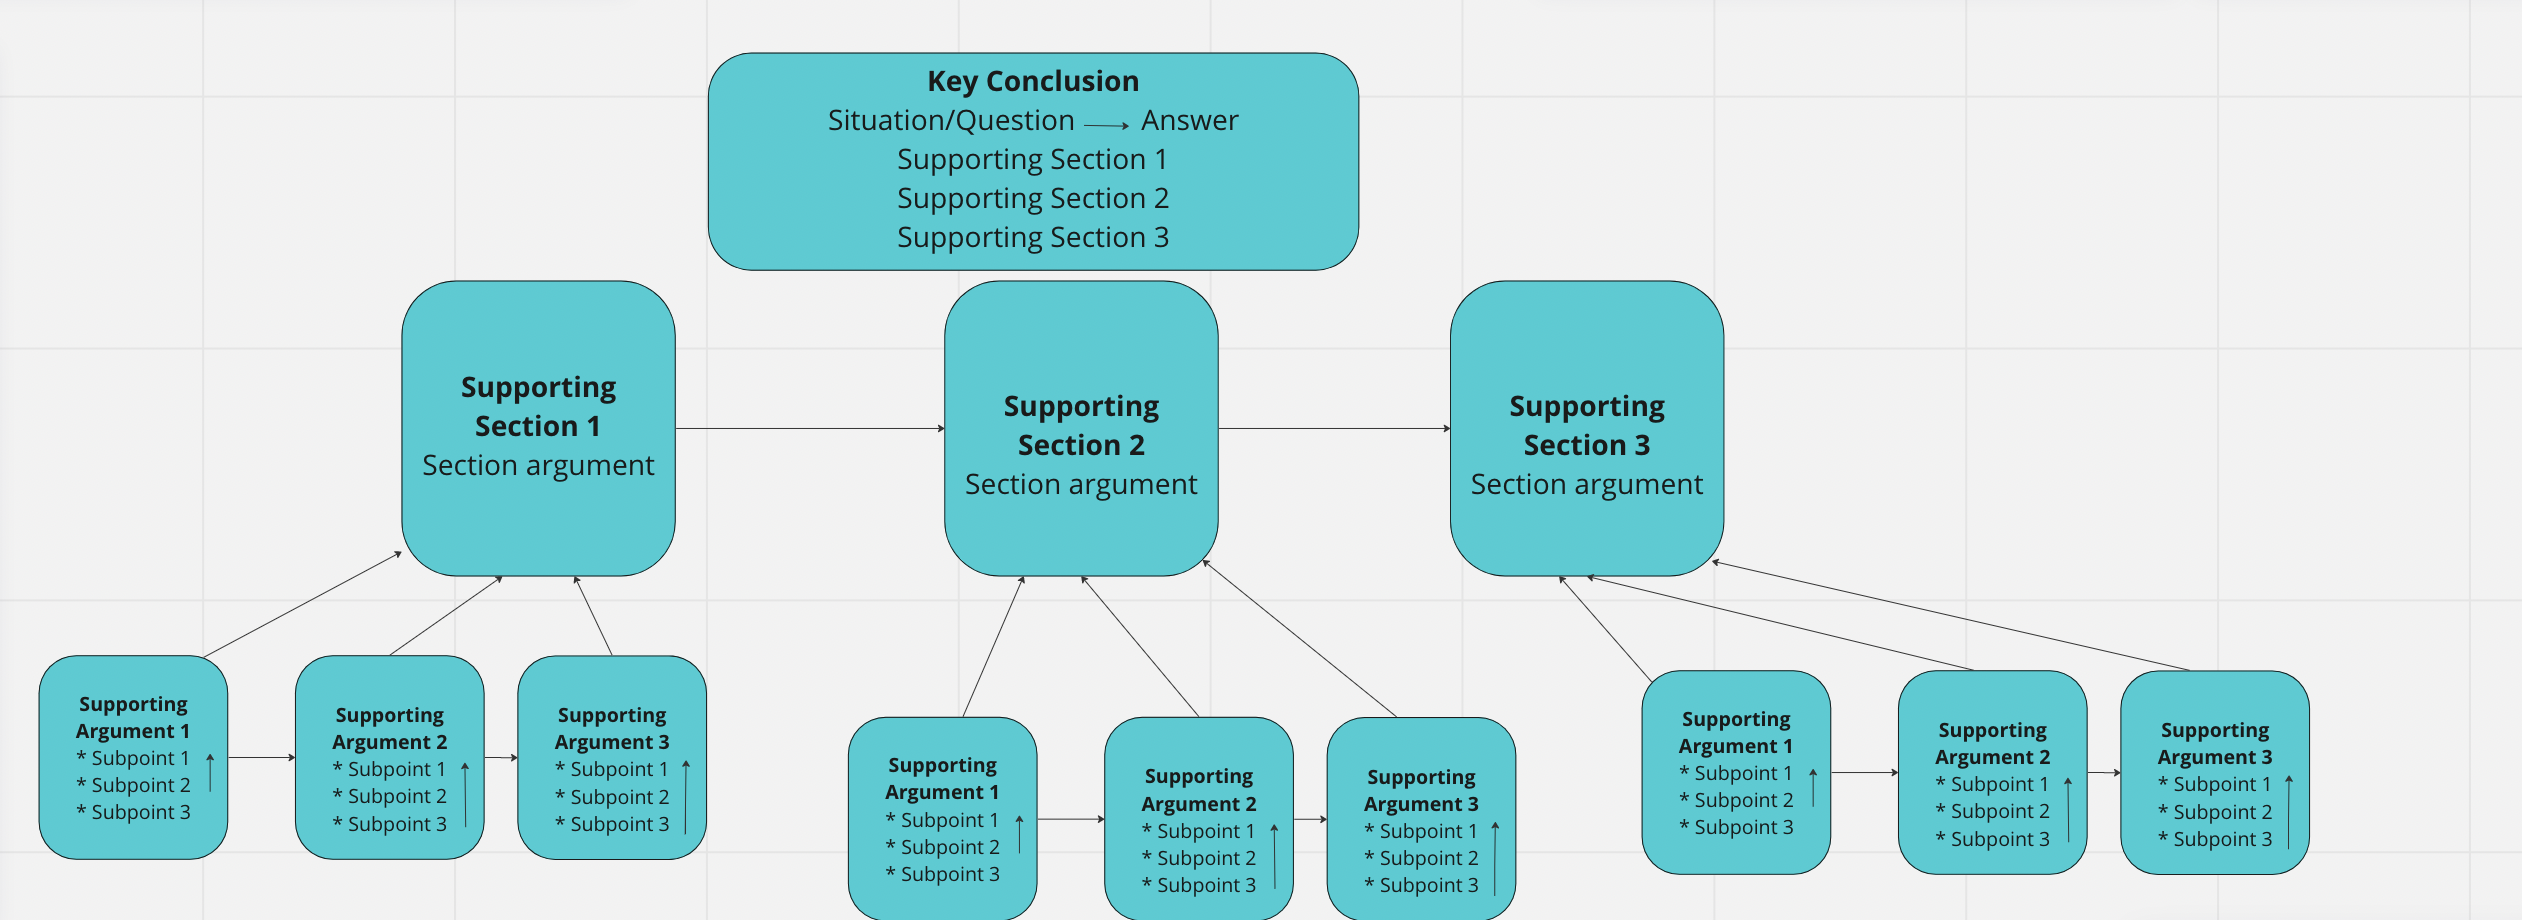 Key Conclusion
Situation/Question → Answer
Supporting Section 1
Supporting Section 2
Supporting Section 3
Supporting
Section 1
Section argument
Supporting
Section 2
Section argument
Supporting
Section 3
Section argument
Supporting
Argument 1
* Subpoint 1
* Subpoint 2
* Subpoint 3
Supporting
Argument 2
* Subpoint 1
* Subpoint 2
* Subpoint 3
Supporting
Argument 3
* Subpoint 1
* Subpoint 2
* Subpoint 3
Supporting
Argument 1
* Subpoint 1
* Subpoint 2
* Subpoint 3
Supporting
Argument 2
* Subpoint 1
* Subpoint 2
* Subpoint 3
Supporting
Argument 3
* Subpoint 1
* Subpoint 2
* Subpoint 3
Supporting
Argument 1
* Subpoint 1
* Subpoint 2
* Subpoint 3
Supporting
Argument 2
* Subpoint 1
* Subpoint 2
* Subpoint 3
Supporting
Argument 3
* Subpoint 1
* Subpoint 2
* Subpoint 3